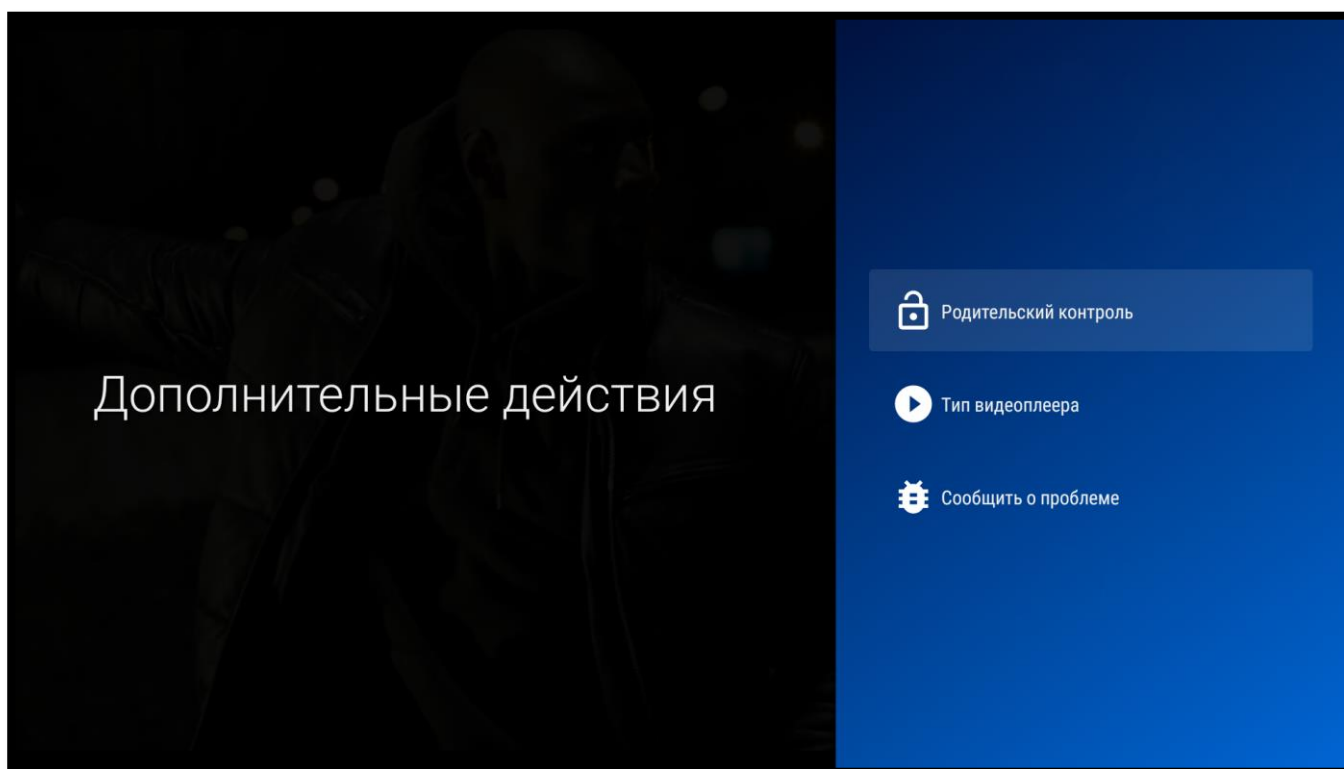 Дополнительные действия
Родительский контроль
Тип видеоплеера
Сообщить о проблеме